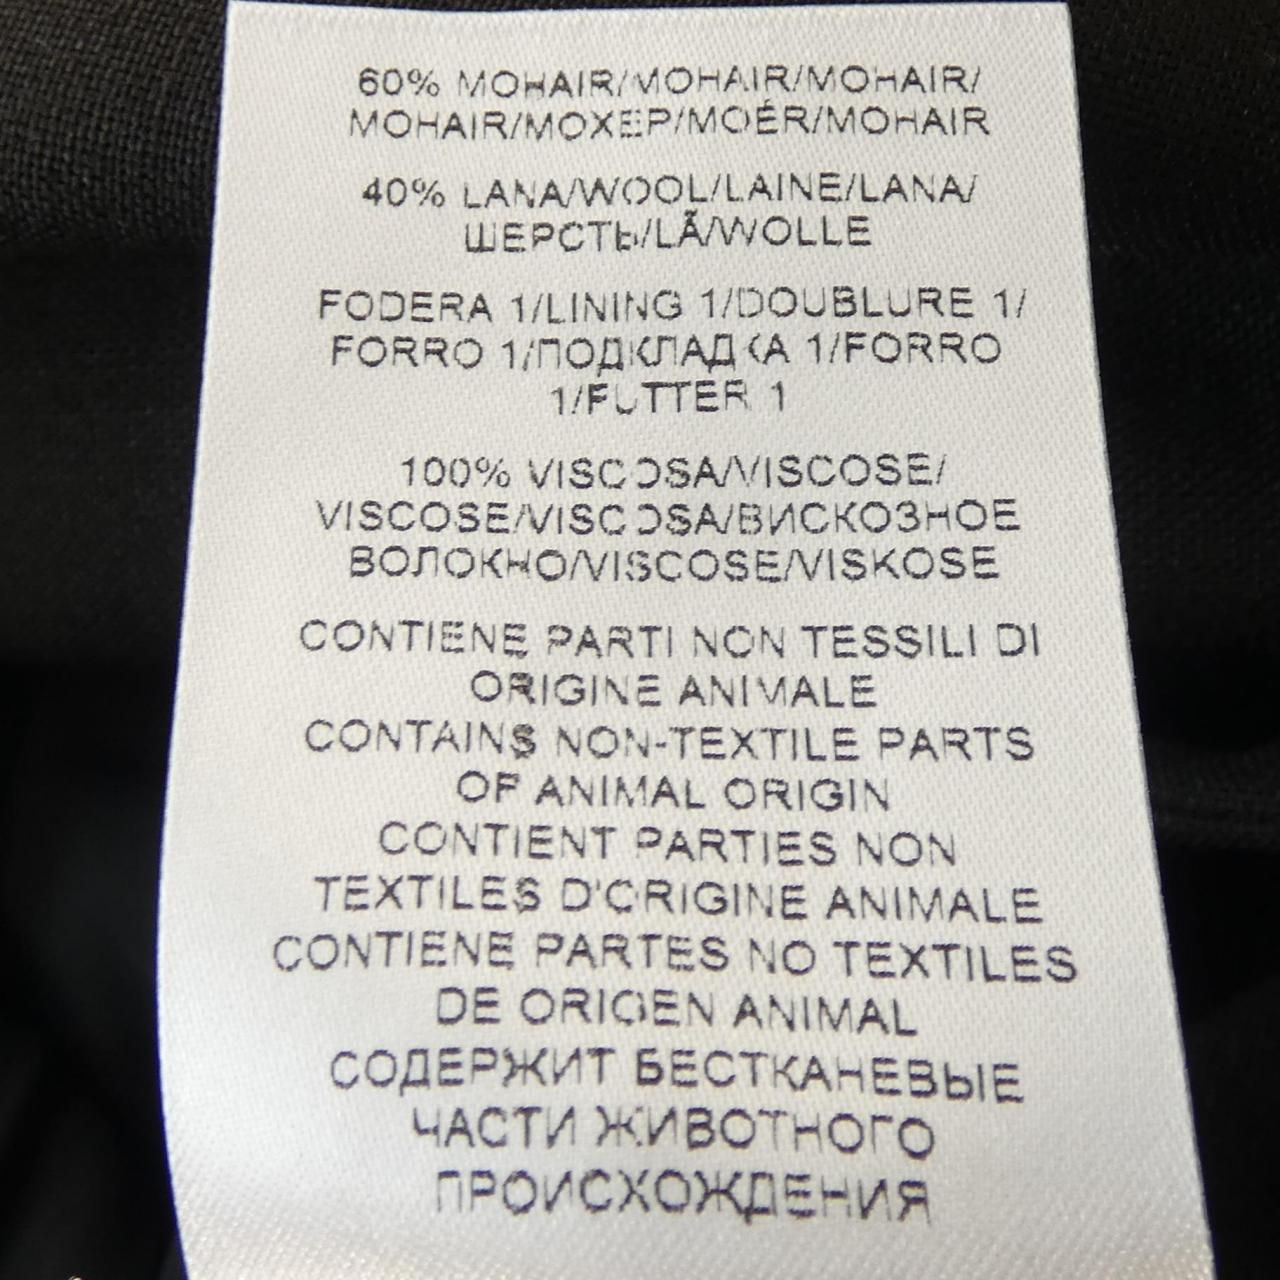 60% MOHAIR/MOHAIR/MOHAIR/
MOHAIR/МОХЕР/MOÉR/MOHAIR
40% LANA/WOOL/LAINE/LANA/
ШЕРСТЬ/LÃ/WOLLE
FODERA 1/LINING 1/DOUBLURE 1/
FORRO 1/ПОДКЛАДКА 1/FORRO
1/FUTTER 1
100% VISCOSA/VISCOSE/
VISCOSE/VISCOSA/ВИСКОЗНОЕ
ВОЛОКНО/VISCOSE/VISKOSE
CONTIENE PARTI NON TESSILI DI
ORIGINE ANIMALE
CONTAINS NON-TEXTILE PARTS
OF ANIMAL ORIGIN
CONTIENT PARTIES NON
TEXTILES D'ORIGINE ANIMALE
CONTIENE PARTES NO TEXTILES
DE ORIGEN ANIMAL
СОДЕРЖИТ БЕСТКАНЕВЫЕ
ЧАСТИ ЖИВОТНОГО
ПРОИСХОЖДЕНИЯ